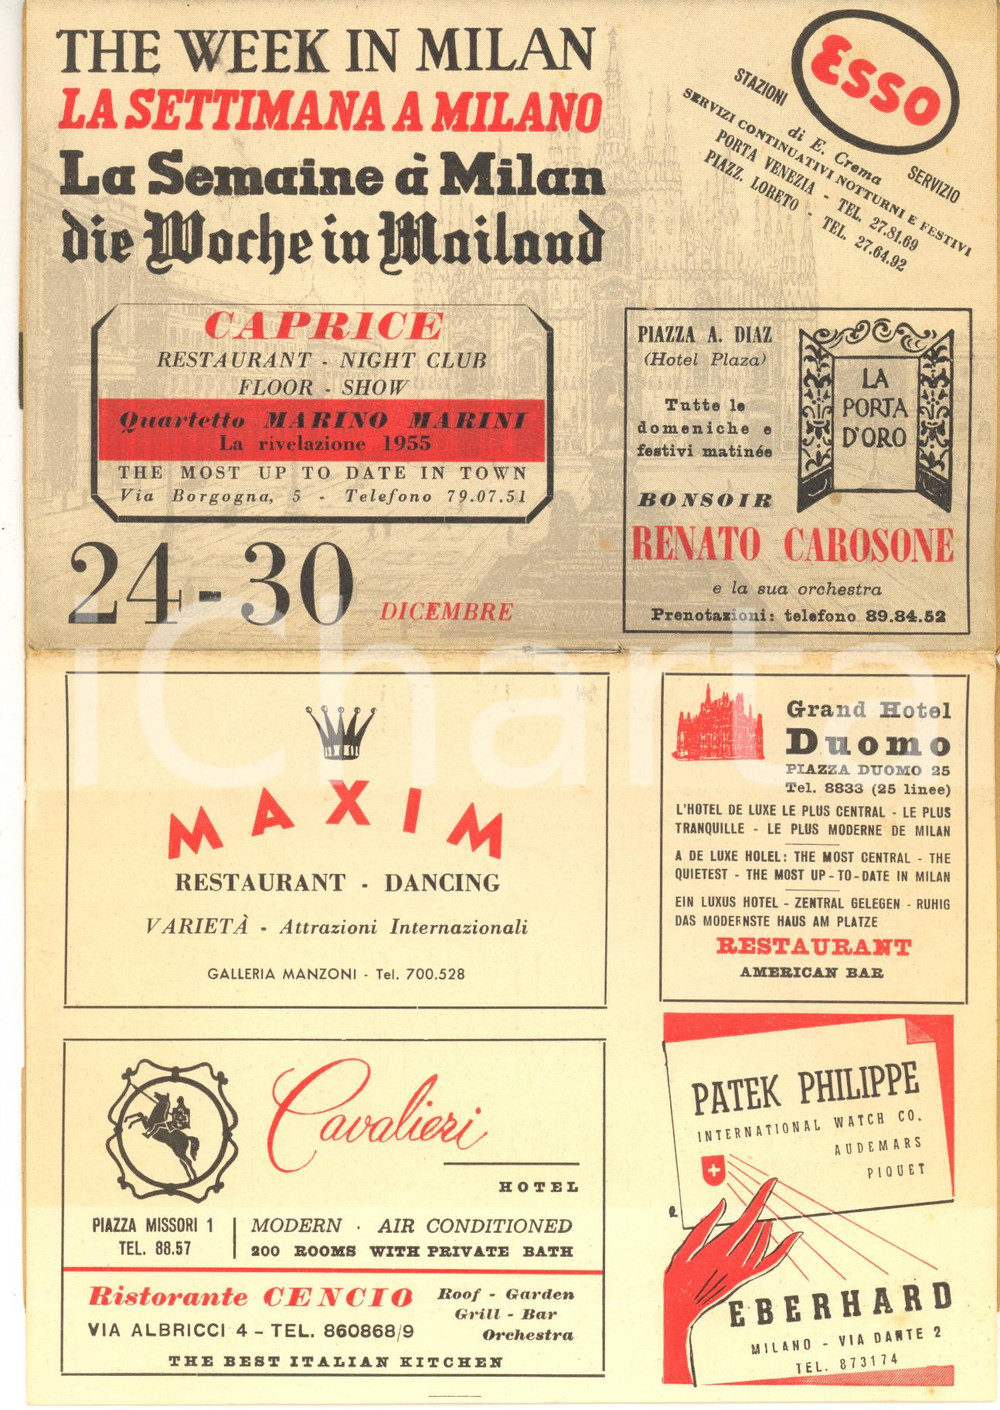 THE WEEK IN MILAN
LA SETTIMANA A MILANO
La Semaine à Milan
die Woche in Mailand
ESSO
STAZIONI
SERVIZIO
di E. Crema
SERVIZI CONTINUATIVI NOTTURNI E FESTIVI
PORTA VENEZIA - TEL. 27.81.69
PIAZZ. LORETO - TEL. 27.64.92
CAPRICE
RESTAURANT - NIGHT CLUB
FLOOR - SHOW
Quartetto MARINO MARINI
La rivelazione 1955
THE MOST UP TO DATE IN TOWN
Via Borgogna, 5 - Telefono 79.07.51
24-30 DICEMBRE
PIAZZA A. DIAZ
(Hotel Plaza)
Tutte le
domeniche e
festivi matinée
LA
PORTA
D'ORO
BONSOIR
RENATO CAROSONE
e la sua orchestra
Prenotazioni: telefono 89.84.52
iCharta
MAXIM
RESTAURANT - DANCING
VARIETÀ - Attrazioni Internazionali
GALLERIA MANZONI - Tel. 700.528
Grand Hotel
Duomo
PIAZZA DUOMO 25
Tel. 8833 (25 linee)
L'HOTEL DE LUXE LE PLUS CENTRAL - LE PLUS
TRANQUILLE - LE PLUS MODERNE DE MILAN
A DE LUXE HOLEL: THE MOST CENTRAL - THE
QUIETEST - THE MOST UP-TO-DATE IN MILAN
EIN LUXUS HOTEL - ZENTRAL GELEGEN - RUHIG
DAS MODERNSTE HAUS AM PLATZE
RESTAURANT
AMERICAN BAR
Cavalieri
HOTEL
PIAZZA MISSORI 1
TEL. 88.57
MODERN · AIR CONDITIONED
200 ROOMS WITH PRIVATE BATH
Ristorante CENCIO
VIA ALBRICCI 4 - TEL. 860868/9
Roof - Garden
Grill - Bar
Orchestra
THE BEST ITALIAN KITCHEN
PATEK PHILIPPE
INTERNATIONAL WATCH CO.
AUDEMARS
PIQUET
EBERHARD
MILANO - VIA DANTE 2
TEL. 873174